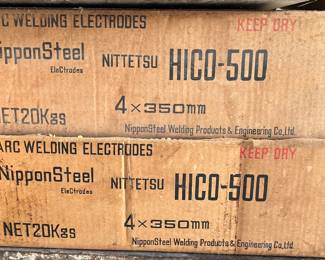 ARC WELDING ELECTRODES KEEP DRY
NipponSteel NITTETSU HICO-500
EleCtrodes
NET20Kgs 4×350mm
NipponSteel Welding Products & Engineering Co,Ltd.
ARC WELDING ELECTRODES KEEP DRY
NipponSteel NITTETSU HICO-500
EleCtrodes
NET20Kgs 4×350mm
NipponSteel Welding Products & Engineering Co,Ltd.